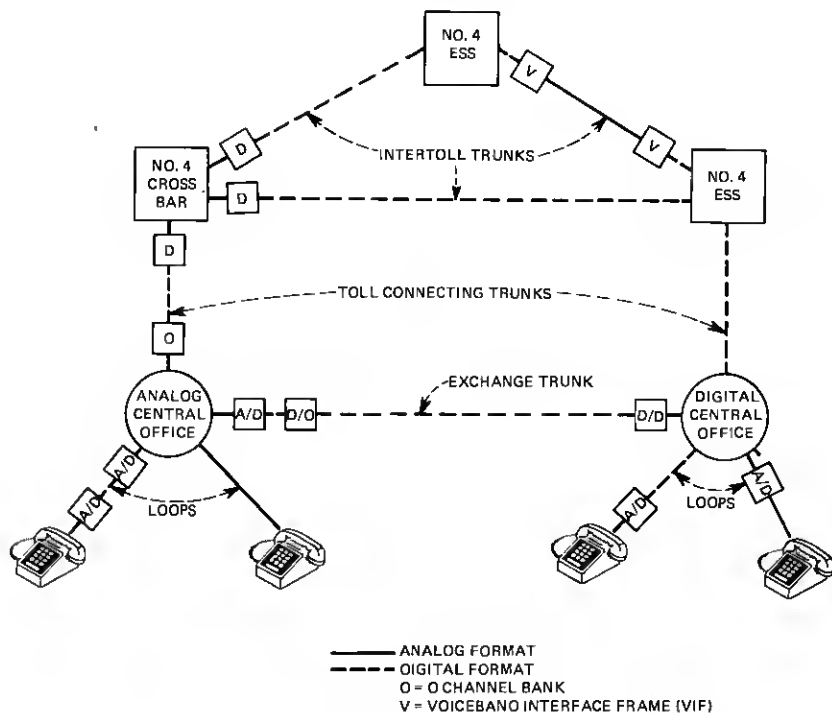 NO. 4
ESS
V
V
D
INTERTOLL TRUNKS
NO. 4
CROSS
BAR
D
NO. 4
ESS
D
TOLL CONNECTING TRUNKS
O
EXCHANGE TRUNK
ANALOG
CENTRAL
OFFICE
A/D
D/O
D/D
DIGITAL
CENTRAL
OFFICE
A/D
A/D
LOOPS
A/D
LOOPS
A/D
ANALOG FORMAT
OIGITAL FORMAT
O = O CHANNEL BANK
V = VOICEBANO INTERFACE FRAME (VIF)